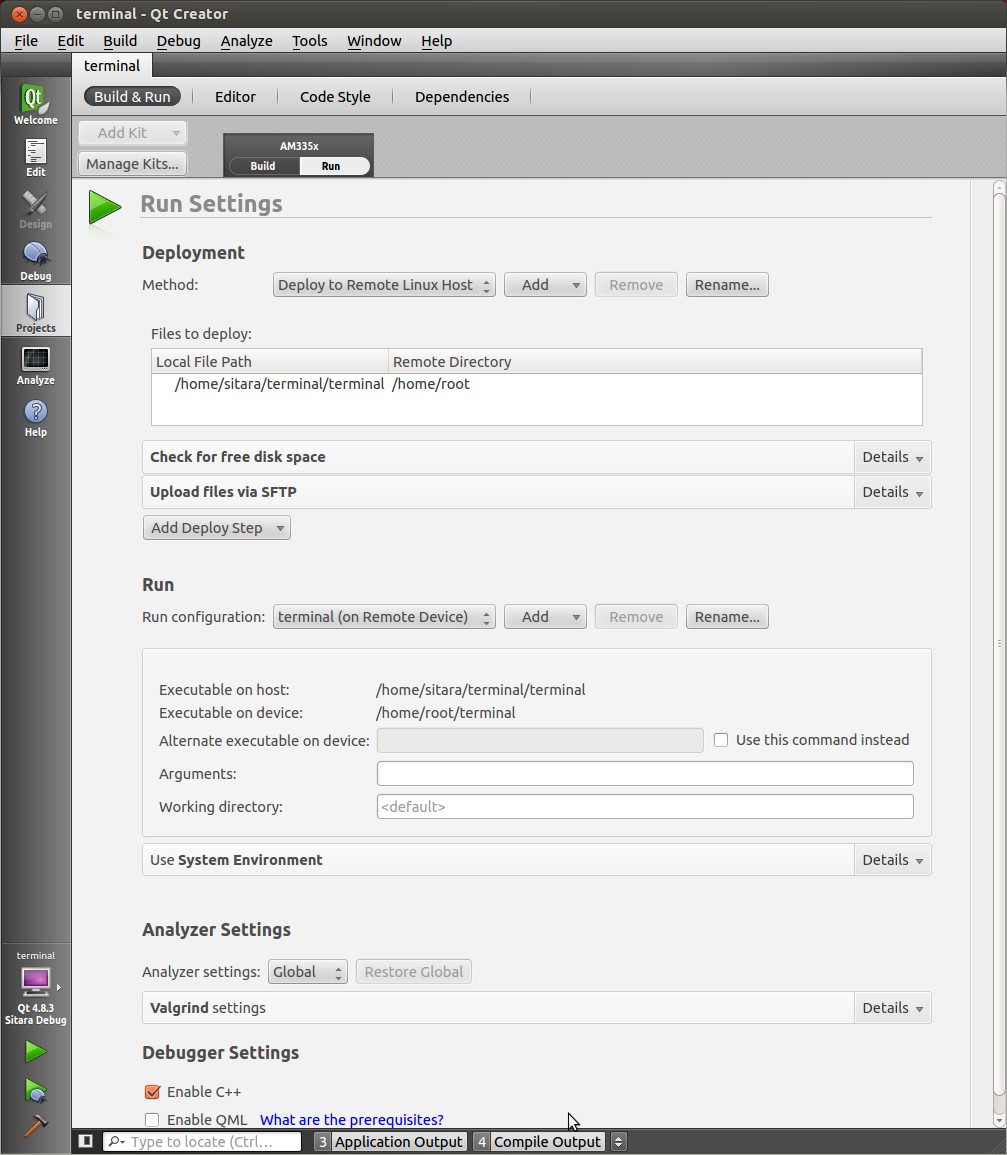 terminal - Qt Creator
File Edit Build Debug Analyze Tools Window Help
terminal
Build & Run Editor Code Style Dependencies
Add Kit
Manage Kits...
AM335x
Build Run
Qt
Welcome
Edit
Design
Debug
Projects
Analyze
Help
Run Settings
Deployment
Method: Deploy to Remote Linux Host Add Remove Rename...
Files to deploy:
Local File Path Remote Directory
/home/sitara/terminal/terminal /home/root
Check for free disk space Details
Upload files via SFTP Details
Add Deploy Step
Run
Run configuration: terminal (on Remote Device) Add Remove Rename...
Executable on host: /home/sitara/terminal/terminal
Executable on device: /home/root/terminal
Alternate executable on device: Use this command instead
Arguments:
Working directory: <default>
Use System Environment Details
Analyzer Settings
Analyzer settings: Global Restore Global
Valgrind settings Details
Debugger Settings
Enable C++
Enable QML What are the prerequisites?
terminal
Qt 4.8.3
Sitara Debug
Type to locate (Ctrl... 3 Application Output 4 Compile Output